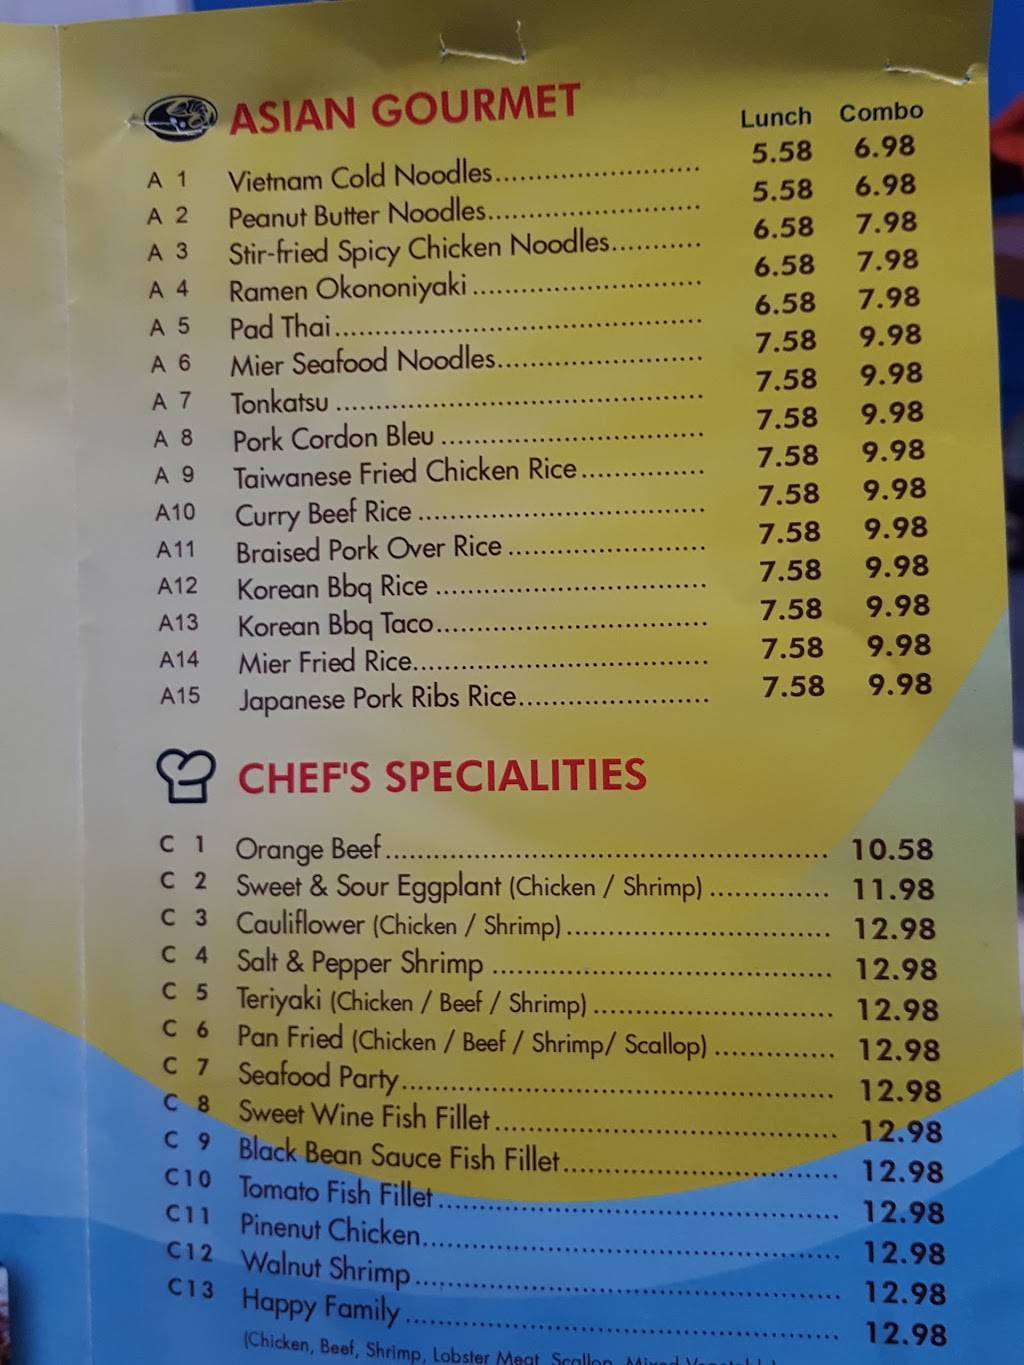 ASIAN GOURMET Lunch Combo
A 1 Vietnam Cold Noodles 5.58 6.98
A 2 Peanut Butter Noodles 5.58 6.98
A 3 Stir-fried Spicy Chicken Noodles 6.58 7.98
A 4 Ramen Okononiyaki 6.58 7.98
A 5 Pad Thai 6.58 7.98
A 6 Mier Seafood Noodles 7.58 9.98
A 7 Tonkatsu 7.58 9.98
A 8 Pork Cordon Bleu 7.58 9.98
A 9 Taiwanese Fried Chicken Rice 7.58 9.98
A10 Curry Beef Rice 7.58 9.98
A11 Braised Pork Over Rice 7.58 9.98
A12 Korean Bbq Rice 7.58 9.98
A13 Korean Bbq Taco 7.58 9.98
A14 Mier Fried Rice 7.58 9.98
A15 Japanese Pork Ribs Rice 7.58 9.98
CHEF'S SPECIALITIES
C 1 Orange Beef 10.58
C 2 Sweet & Sour Eggplant (Chicken / Shrimp) 11.98
C 3 Cauliflower (Chicken / Shrimp) 12.98
C 4 Salt & Pepper Shrimp 12.98
C 5 Teriyaki (Chicken / Beef / Shrimp) 12.98
C 6 Pan Fried (Chicken / Beef / Shrimp/ Scallop) 12.98
C 7 Seafood Party 12.98
C 8 Sweet Wine Fish Fillet 12.98
C 9 Black Bean Sauce Fish Fillet 12.98
C10 Tomato Fish Fillet 12.98
C11 Pinenut Chicken 12.98
C12 Walnut Shrimp 12.98
C13 Happy Family 12.98
(Chicken, Beef, Shrimp, Lobster Meat, Scallop, Mixed